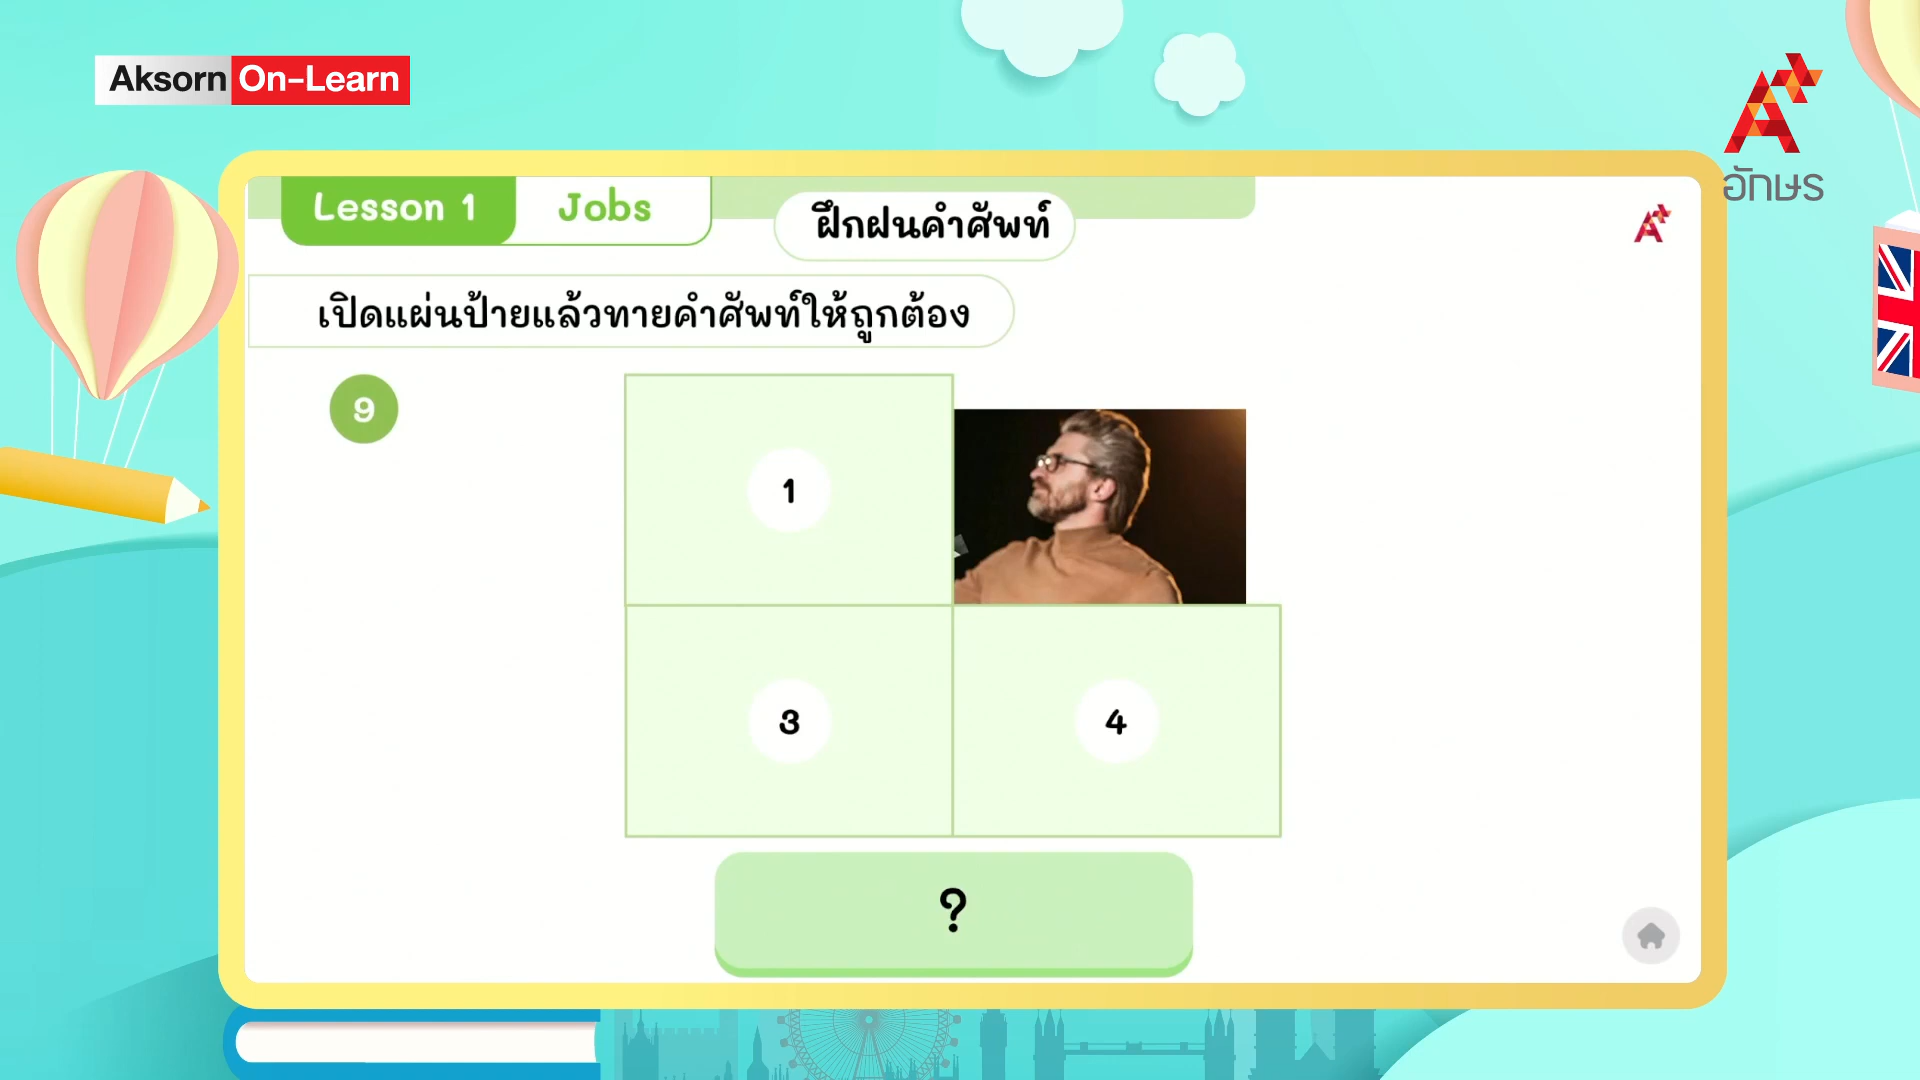 Aksorn On-Learn
อักษร
Lesson 1
Jobs
ฝึกฝนคำศัพท์
เปิดแผ่นป้ายแล้วทายคำศัพท์ให้ถูกต้อง
9
1
3
4
?